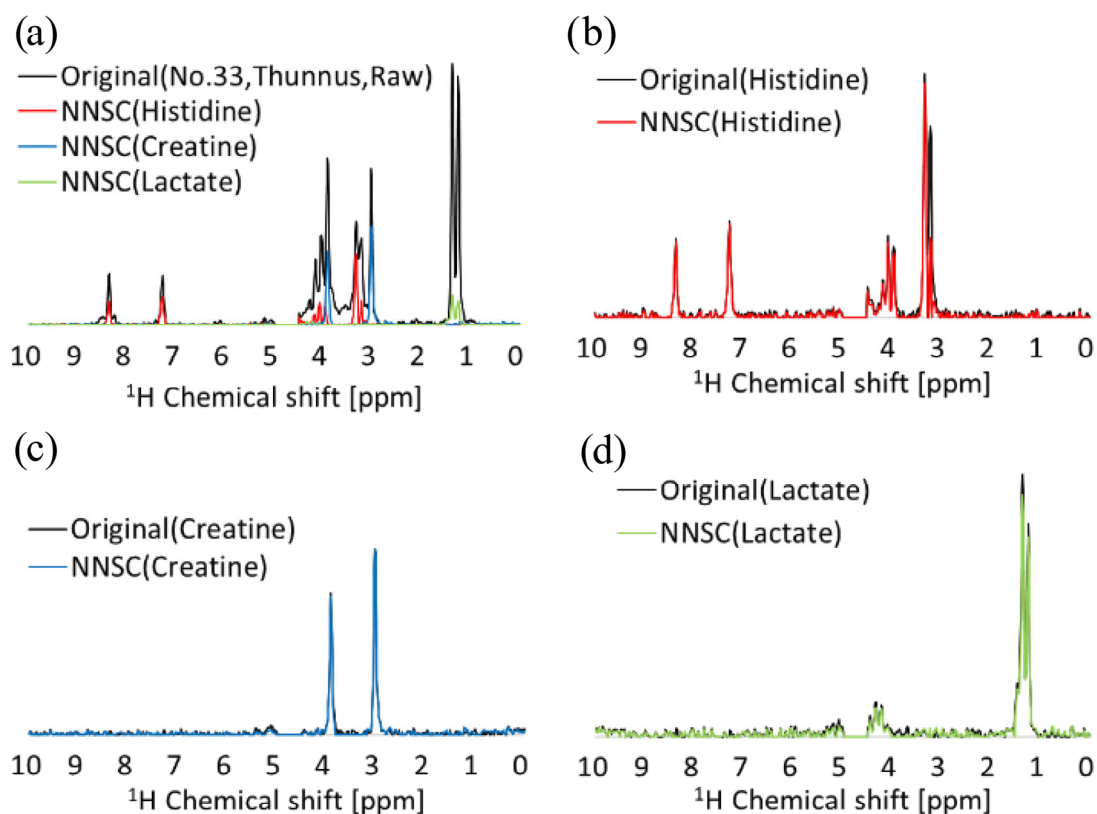 (a)
Original(No.33,Thunnus,Raw)
NNSC(Histidine)
NNSC(Creatine)
NNSC(Lactate)
10 9 8 7 6 5 4 3 2 1 0
¹H Chemical shift [ppm]
(b)
Original(Histidine)
NNSC(Histidine)
10 9 8 7 6 5 4 3 2 1 0
¹H Chemical shift [ppm]
(c)
Original(Creatine)
NNSC(Creatine)
10 9 8 7 6 5 4 3 2 1 0
¹H Chemical shift [ppm]
(d)
Original(Lactate)
NNSC(Lactate)
10 9 8 7 6 5 4 3 2 1 0
¹H Chemical shift [ppm]